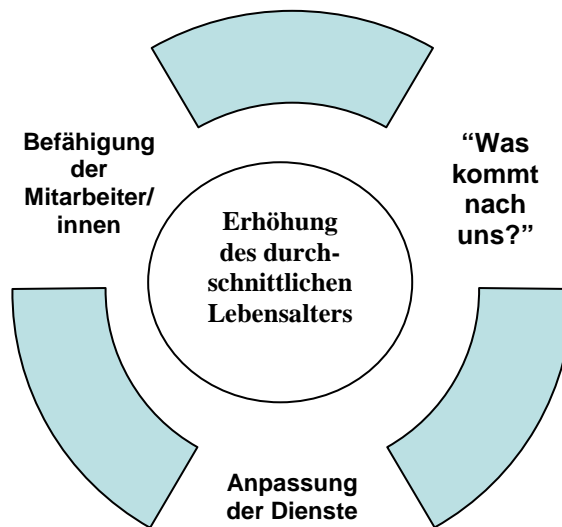 Befähigung
der
Mitarbeiter/
innen
“Was
kommt
nach
uns?”
Erhöhung
des durch-
schnittlichen
Lebensalters
Anpassung
der Dienste